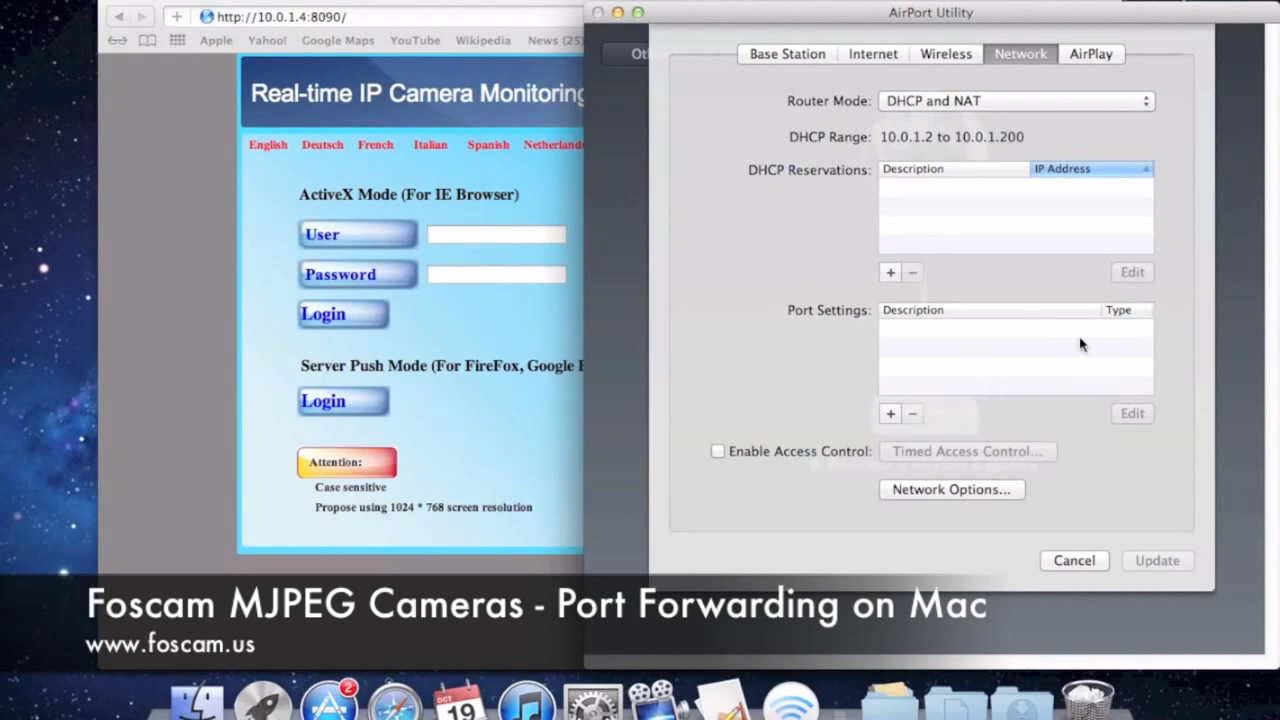 http://10.0.1.4:8090/
Apple Yahoo! Google Maps YouTube Wikipedia News (25)
Real-time IP Camera Monitoring
English Deutsch French Italian Spanish Netherlands
ActiveX Mode (For IE Browser)
User
Password
Login
Server Push Mode (For FireFox, Google
Login
Attention:
Case sensitive
Propose using 1024 * 768 screen resolution
AirPort Utility
Base Station Internet Wireless Network AirPlay
Router Mode: DHCP and NAT
DHCP Range: 10.0.1.2 to 10.0.1.200
DHCP Reservations: Description IP Address
+ − Edit
Port Settings: Description Type
+ − Edit
Enable Access Control: Timed Access Control...
Network Options...
Cancel Update
Foscam MJPEG Cameras - Port Forwarding on Mac
www.foscam.us
2
OCT
19